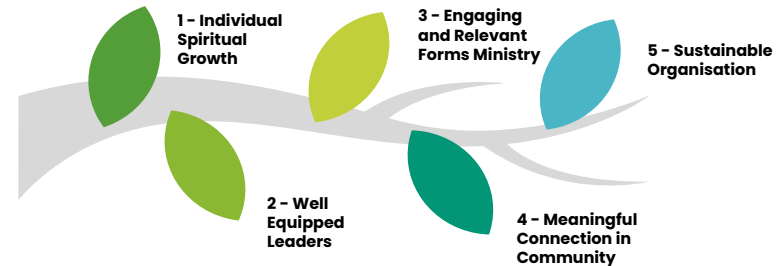 1 - Individual
Spiritual
Growth
2 - Well
Equipped
Leaders
3 - Engaging
and Relevant
Forms Ministry
4 - Meaningful
Connection in
Community
5 - Sustainable
Organisation